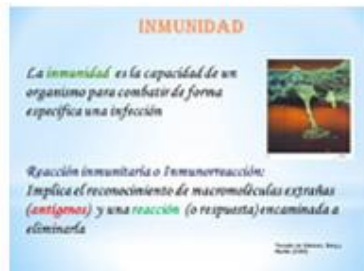 INMUNIDAD
La inmunidad es la capacidad de un
organismo para combatir de forma
específica una infección
Reacción inmunitaria o Inmunorreacción:
Implica el reconocimiento de macromoléculas extrañas
(antígenos) y una reacción (o respuesta) encaminada a
eliminarla